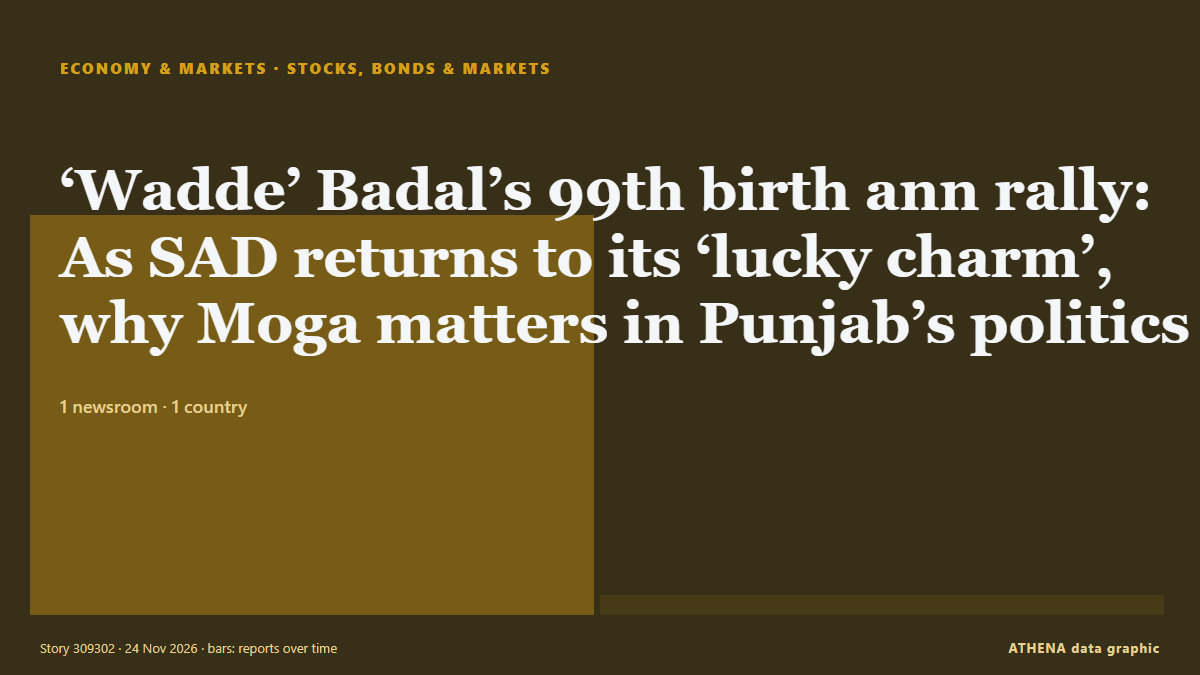 ECONOMY & MARKETS · STOCKS, BONDS & MARKETS
‘Wadde’ Badal’s 99th birth ann rally:
As SAD returns to its ‘lucky charm’,
why Moga matters in Punjab’s politics
1 newsroom · 1 country
Story 309302 · 24 Nov 2026 · bars: reports over time
ATHENA data graphic